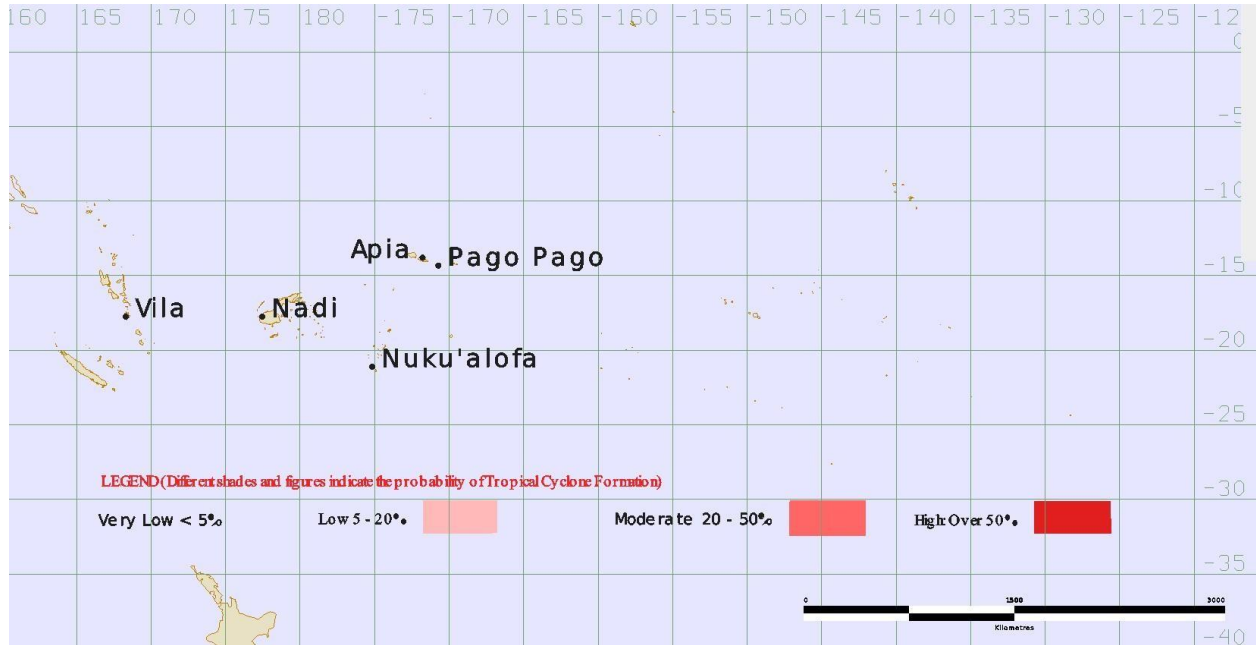 160 165 170 175 180 -175 -170 -165 -160 -155 -150 -145 -140 -135 -130 -125 -12
0
-5
-10
Apia
Pago Pago
-15
Vila
Nadi
-20
Nuku'alofa
-25
LEGEND(Different shades and figures indicate the probability of Tropical Cyclone Formation)
-30
Very Low < 5%
Low 5 - 20%
Moderate 20 - 50%
High: Over 50%
-35
0 1500 3000
Kilometres
-40